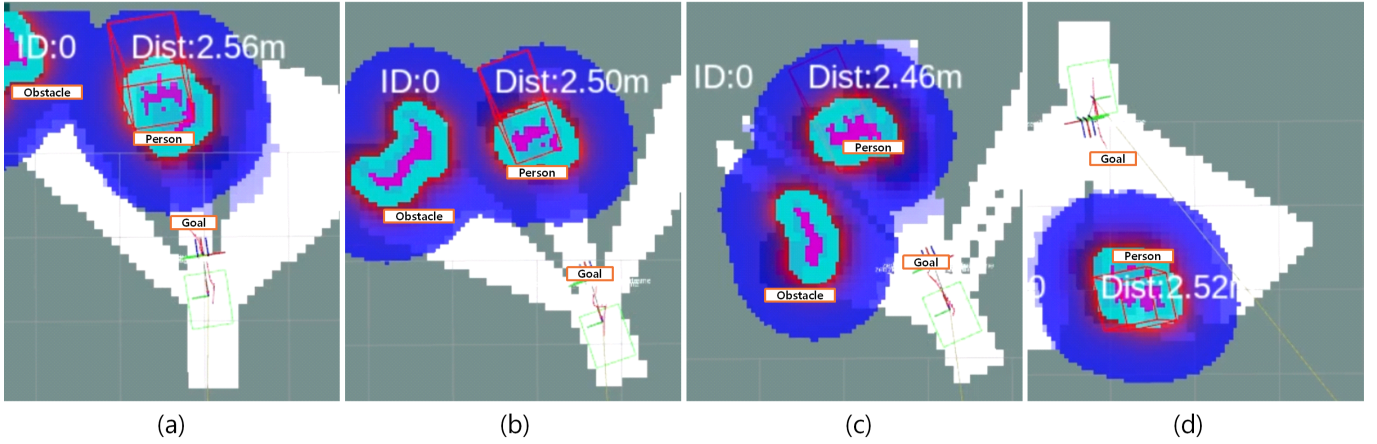 ID:0 Dist:2.56m
Obstacle
Person
Goal
(a)
ID:0 Dist:2.50m
Person
Obstacle
Goal
(b)
ID:0 Dist:2.46m
Person
Goal
Obstacle
(c)
Goal
Person
0 Dist:2.52
(d)